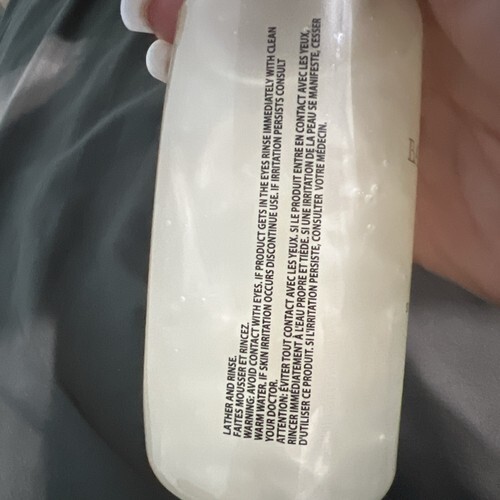 LATHER AND RINSE.
FAITES MOUSSER ET RINCEZ.
WARNING: AVOID CONTACT WITH EYES. IF PRODUCT GETS IN THE EYES RINSE IMMEDIATELY WITH CLEAN
WARM WATER. IF SKIN IRRITATION OCCURS DISCONTINUE USE. IF IRRITATION PERSISTS CONSULT
YOUR DOCTOR.
ATTENTION: ÉVITER TOUT CONTACT AVEC LES YEUX. SI LE PRODUIT ENTRE EN CONTACT AVEC LES YEUX,
RINCER IMMÉDIATEMENT À L'EAU PROPRE ET TIÈDE. SI UNE IRRITATION DE LA PEAU SE MANIFESTE, CESSER
D'UTILISER CE PRODUIT. SI L'IRRITATION PERSISTE, CONSULTER VOTRE MÉDECIN.